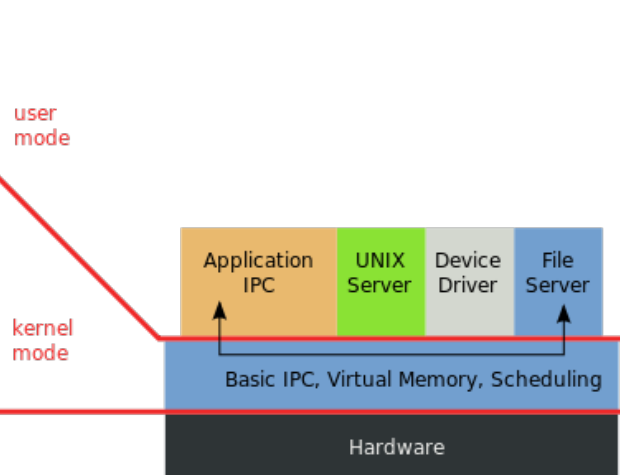 user
mode
Application
IPC
UNIX
Server
Device
Driver
File
Server
kernel
mode
Basic IPC, Virtual Memory, Scheduling
Hardware